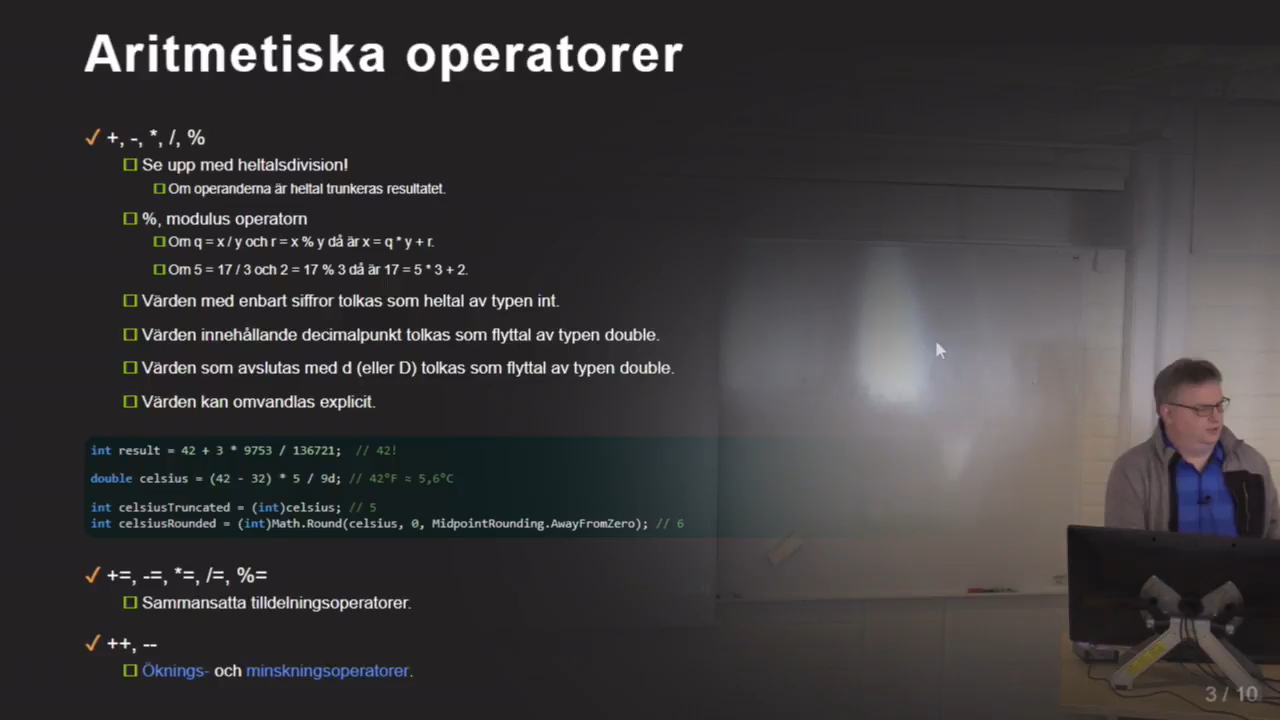 Aritmetiska operatorer
+, -, *, /, %
Se upp med heltalsdivision!
Om operanderna är heltal trunkeras resultatet.
%, modulus operatorn
Om q = x / y och r = x % y då är x = q * y + r.
Om 5 = 17 / 3 och 2 = 17 % 3 då är 17 = 5 * 3 + 2.
Värden med enbart siffror tolkas som heltal av typen int.
Värden innehållande decimalpunkt tolkas som flyttal av typen double.
Värden som avslutas med d (eller D) tolkas som flyttal av typen double.
Värden kan omvandlas explicit.
int result = 42 + 3 * 9753 / 136721; // 42!
double celsius = (42 - 32) * 5 / 9d; // 42°F ≈ 5,6°C
int celsiusTruncated = (int)celsius; // 5
int celsiusRounded = (int)Math.Round(celsius, 0, MidpointRounding.AwayFromZero); // 6
+=, -=, *=, /=, %=
Sammansatta tilldelningsoperatorer.
++, --
Öknings- och minskningsoperatorer.
3 / 10